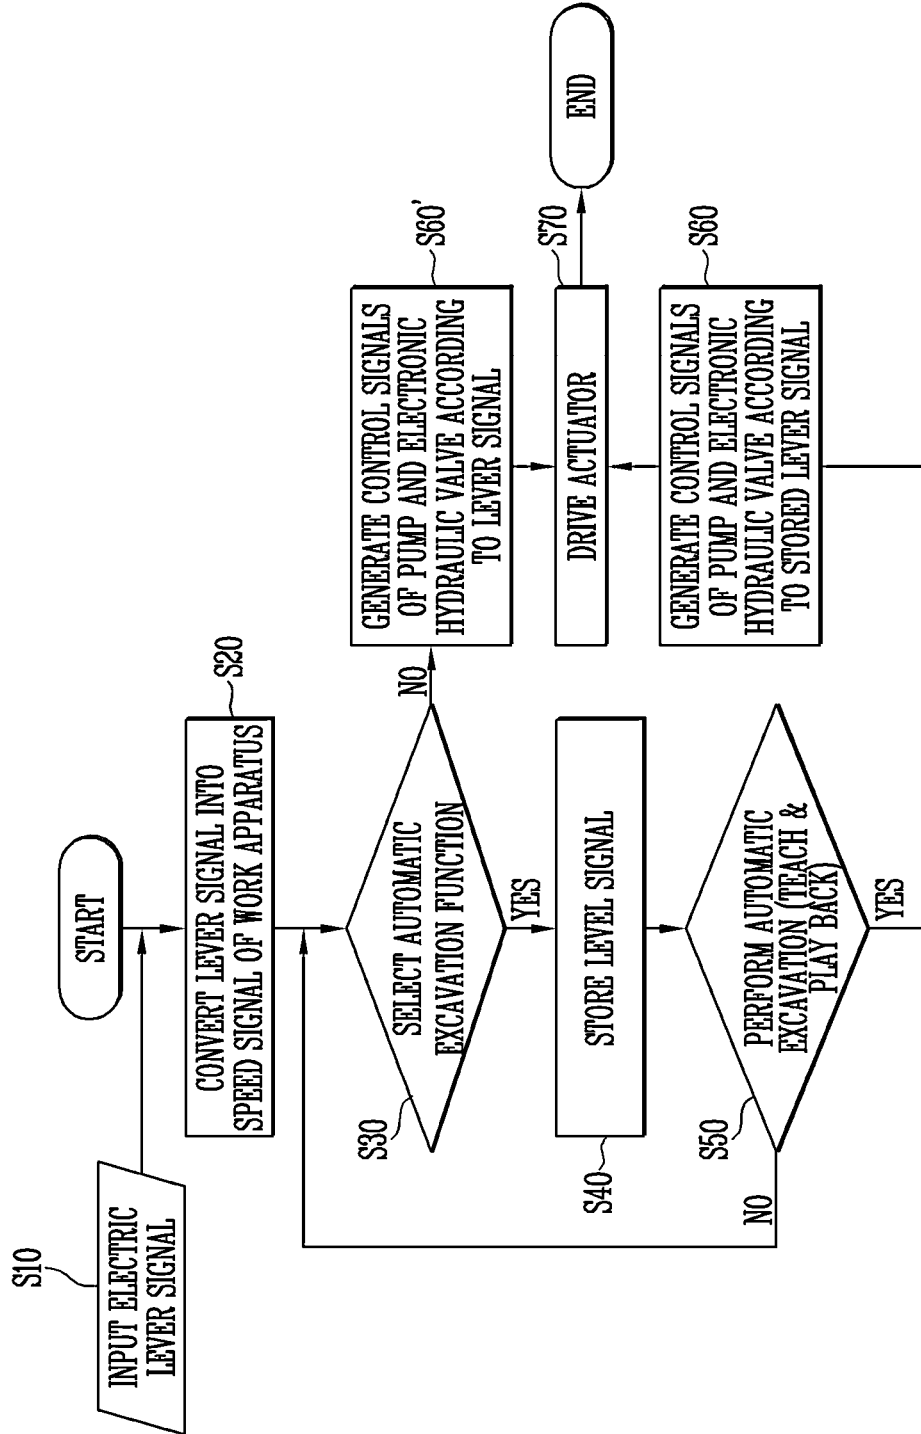 START
S10
INPUT ELECTRIC
LEVER SIGNAL
S20
CONVERT LEVER SIGNAL INTO
SPEED SIGNAL OF WORK APPARATUS
S30
SELECT AUTOMATIC
EXCAVATION FUNCTION
NO
YES
S60'
GENERATE CONTROL SIGNALS
OF PUMP AND ELECTRONIC
HYDRAULIC VALVE ACCORDING
TO LEVER SIGNAL
S40
STORE LEVEL SIGNAL
S70
DRIVE ACTUATOR
END
S50
PERFORM AUTOMATIC
EXCAVATION (TEACH &
PLAY BACK)
NO
YES
S60
GENERATE CONTROL SIGNALS
OF PUMP AND ELECTRONIC
HYDRAULIC VALVE ACCORDING
TO STORED LEVER SIGNAL